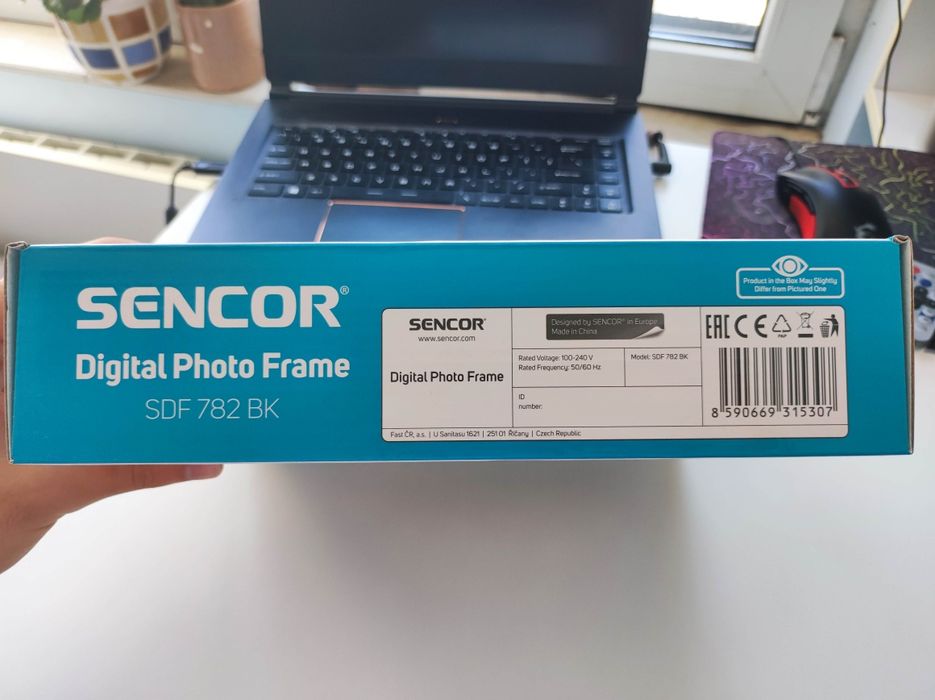 SENCOR®
Digital Photo Frame
SDF 782 BK
Product in the Box May Slightly
Differ from Pictured One
SENCOR®
www.sencor.com
Digital Photo Frame
Designed by SENCOR® in Europe
Made in China
Rated Voltage: 100-240 V
Rated Frequency: 50/60 Hz
Model: SDF 782 BK
ID
number:
EAC CE
PAP
8 590669 315307
Fast ČR, a.s. | U Sanitasu 1621 | 251 01 Říčany | Czech Republic